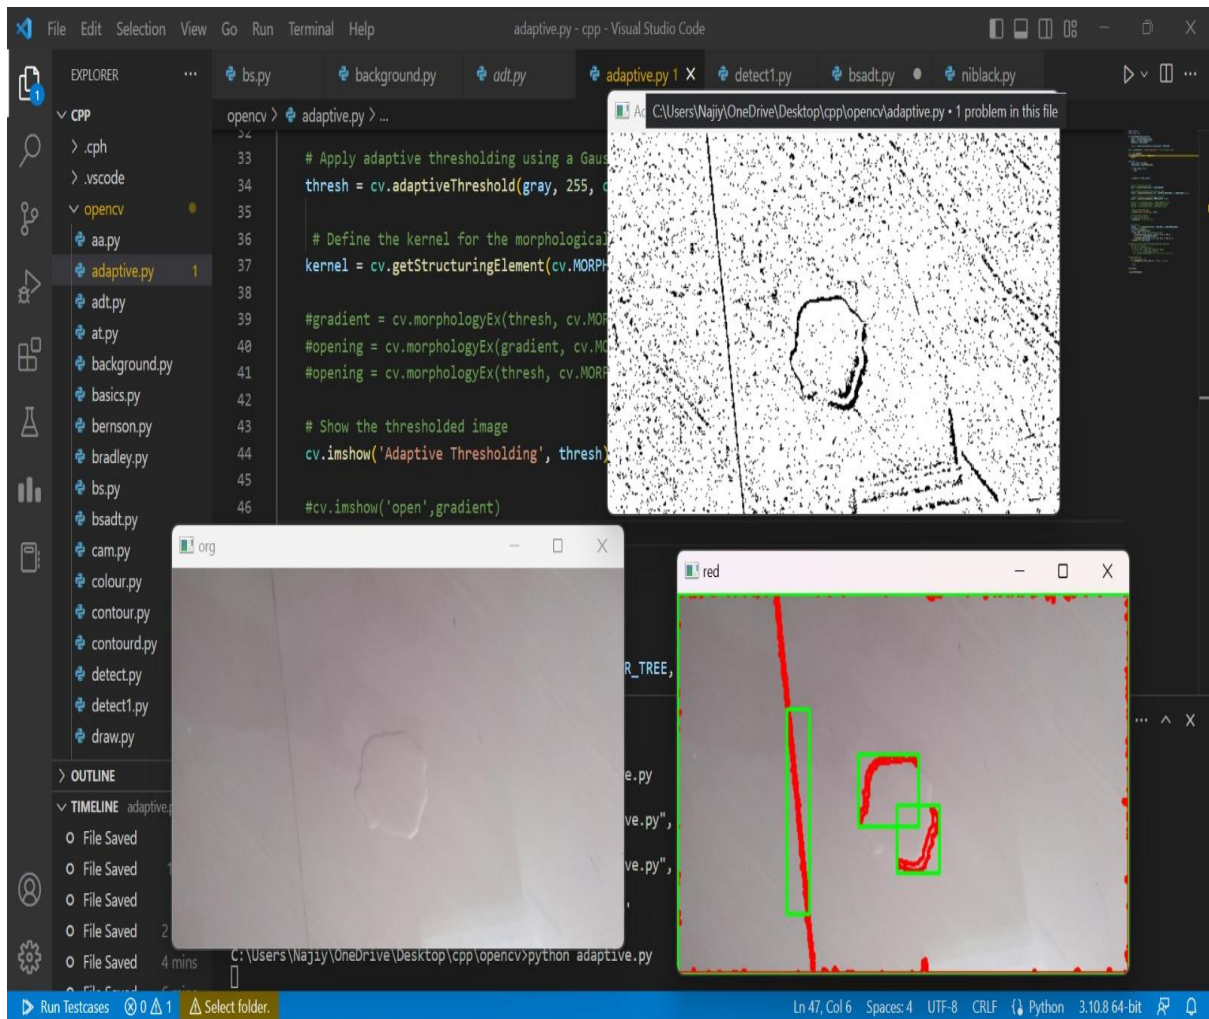 File Edit Selection View Go Run Terminal Help adaptive.py - cpp - Visual Studio Code
EXPLORER
bs.py background.py adt.py adaptive.py 1 detect1.py bsadt.py niblack.py
CPP
.cph
.vscode
opencv
aa.py
adaptive.py 1
adt.py
at.py
background.py
basics.py
bernson.py
bradley.py
bs.py
bsadt.py
cam.py
colour.py
contour.py
contourd.py
detect.py
detect1.py
draw.py
OUTLINE
TIMELINE
File Saved
File Saved
File Saved
File Saved 2
File Saved 4 mins
opencv > adaptive.py > ...
C:\Users\Najiy\OneDrive\Desktop\cpp\opencv\adaptive.py • 1 problem in this file
33 # Apply adaptive thresholding using a Gaus
34 thresh = cv.adaptiveThreshold(gray, 255, c
35
36 # Define the kernel for the morphological
37 kernel = cv.getStructuringElement(cv.MORPH
38
39 #gradient = cv.morphologyEx(thresh, cv.MOR
40 #opening = cv.morphologyEx(gradient, cv.MO
41 #opening = cv.morphologyEx(thresh, cv.MORP
42
43 # Show the thresholded image
44 cv.imshow('Adaptive Thresholding', thresh)
45
46 #cv.imshow('open',gradient)
org
red
R_TREE,
e.py
ve.py",
ve.py",
C:\Users\Najiy\OneDrive\Desktop\cpp\opencv>python adaptive.py
Run Testcases 0 1 Select folder. Ln 47, Col 6 Spaces: 4 UTF-8 CRLF Python 3.10.8 64-bit